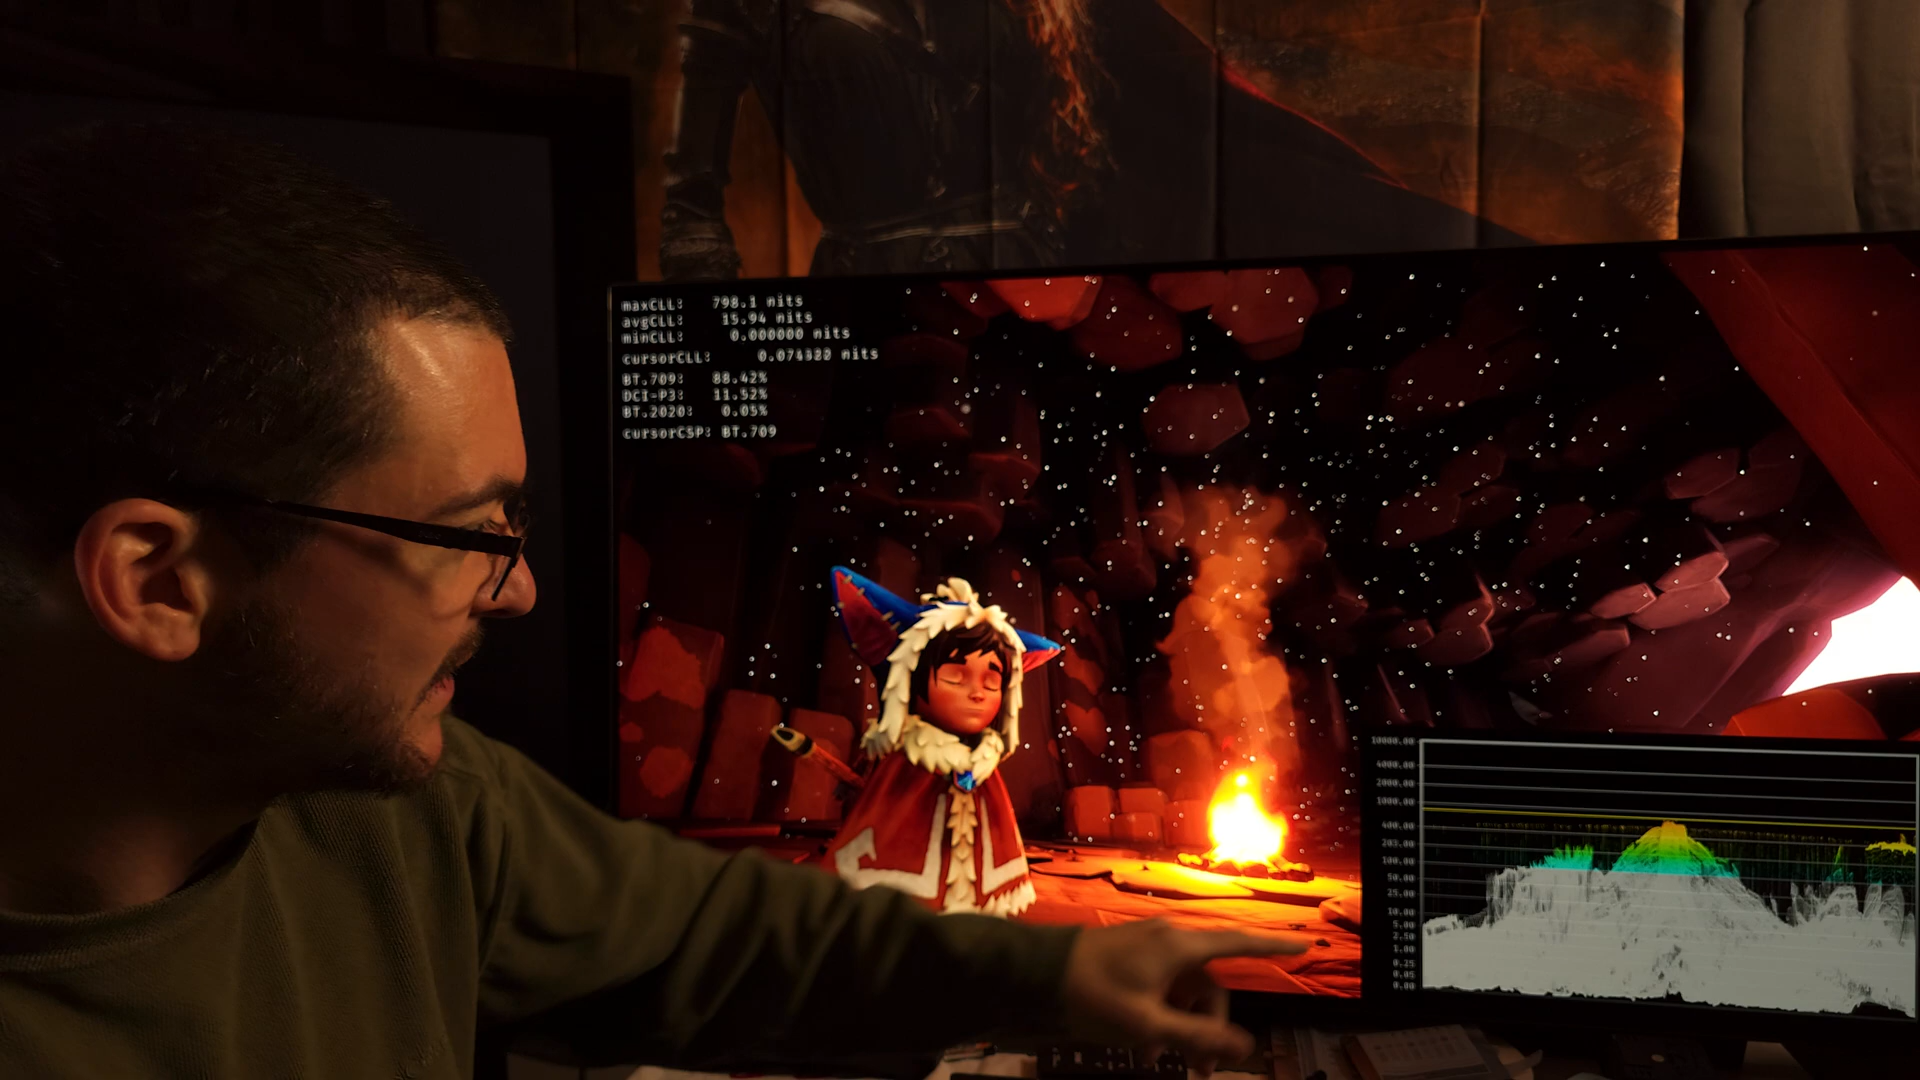 maxCLL: 798.1 nits
avgCLL: 15.94 nits
minCLL: 0.000000 nits
cursorCLL: 0.074320 nits
BT.709: 88.42%
DCI-P3: 11.52%
BT.2020: 0.05%
cursorCSP: BT.709
10000.00
4000.00
2000.00
1000.00
400.00
203.00
100.00
50.00
25.00
10.00
5.00
2.50
1.00
0.25
0.05
0.00